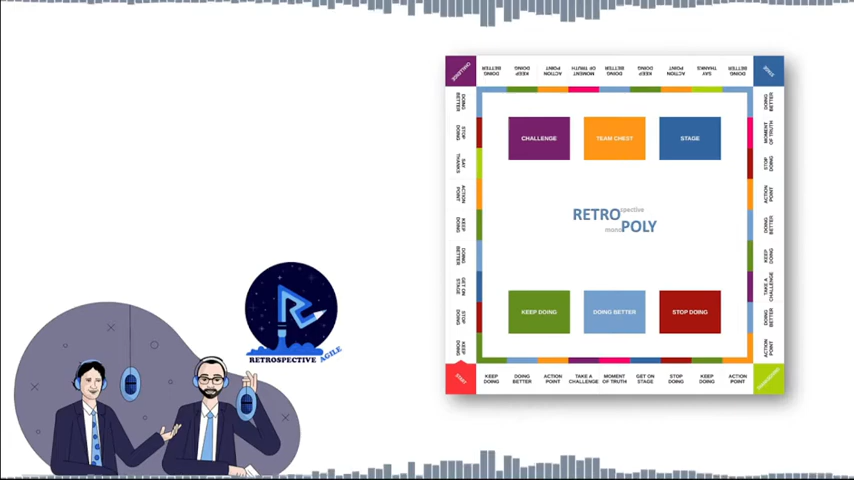 CHALLENGE
DOING
BETTER
KEEP
DOING
ACTION
POINT
MOMENT
OF TRUTH
DOING
BETTER
KEEP
DOING
ACTION
POINT
SAY
THANKS
DOING
BETTER
STAGE
DOING
BETTER
STOP
DOING
SAY
THANKS
ACTION
POINT
KEEP
DOING
DOING
BETTER
GET ON
STAGE
STOP
DOING
KEEP
DOING
CHALLENGE
TEAM CHEST
STAGE
RETROspective
monoPOLY
KEEP DOING
DOING BETTER
STOP DOING
DOING
BETTER
MOMENT
OF TRUTH
STOP
DOING
ACTION
POINT
DOING
BETTER
KEEP
DOING
TAKE A
CHALLENGE
DOING
BETTER
ACTION
POINT
START
KEEP
DOING
DOING
BETTER
ACTION
POINT
TAKE A
CHALLENGE
MOMENT
OF TRUTH
GET ON
STAGE
STOP
DOING
KEEP
DOING
ACTION
POINT
RETROSPECTIVE
AGILE